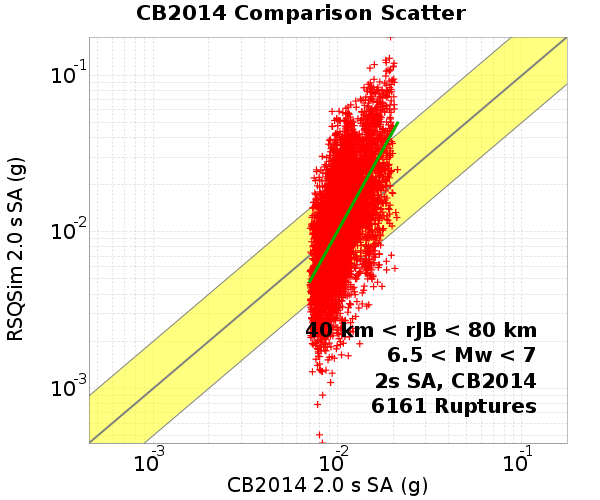 CB2014 Comparison Scatter
RSQSim 2.0 s SA (g)
10-1
10-2
10-3
40 km < rJB < 80 km
6.5 < Mw < 7
2s SA, CB2014
6161 Ruptures
10-3 10-2 10-1
CB2014 2.0 s SA (g)